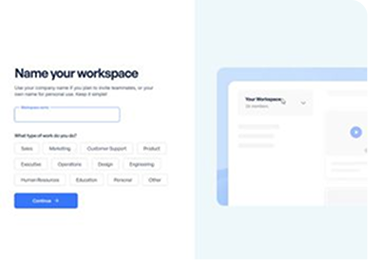 Name your workspace
Use your company name if you plan to invite teammates, or your
own name for personal use. Keep it simple!
Workspace name
What type of work do you do?
Sales Marketing Customer Support Product
Executive Operations Design Engineering
Human Resources Education Personal Other
Continue →
Your Workspace
members